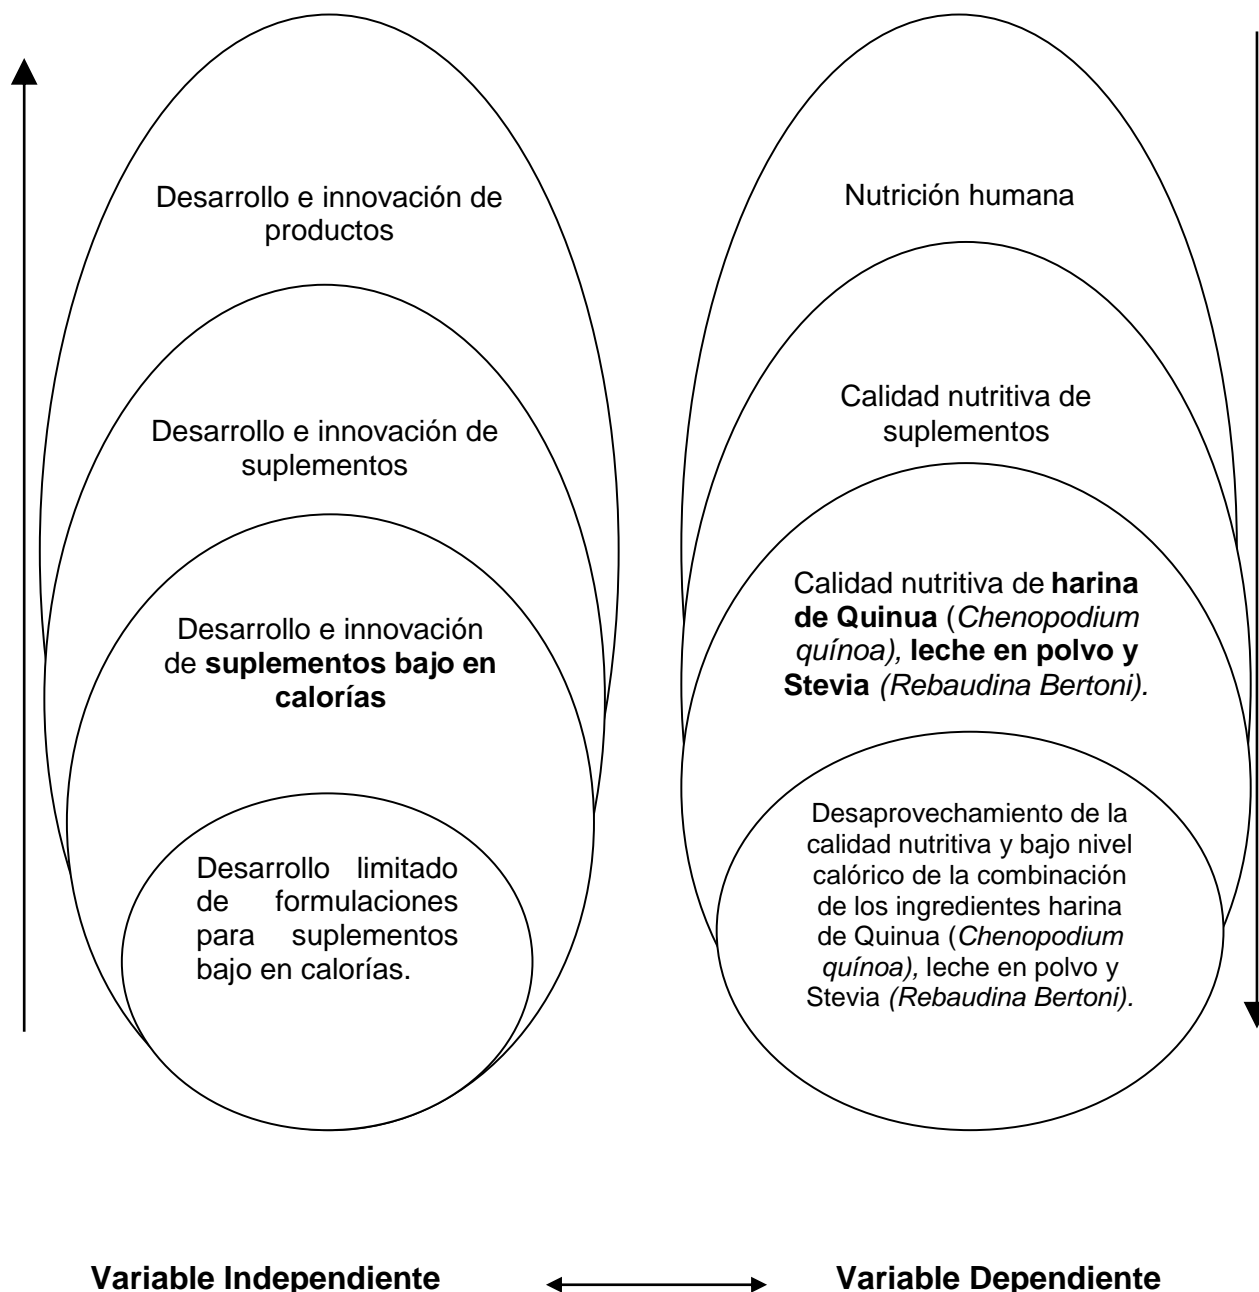 Desarrollo e innovación de
productos
Desarrollo e innovación de
suplementos
Desarrollo e innovación
de suplementos bajo en
calorías
Desarrollo limitado
de formulaciones
para suplementos
bajo en calorías.
Nutrición humana
Calidad nutritiva de
suplementos
Calidad nutritiva de harina
de Quinua (Chenopodium
quínoa), leche en polvo y
Stevia (Rebaudina Bertoni).
Desaprovechamiento de la
calidad nutritiva y bajo nivel
calórico de la combinación
de los ingredientes harina
de Quinua (Chenopodium
quínoa), leche en polvo y
Stevia (Rebaudina Bertoni).
Variable Independiente
Variable Dependiente